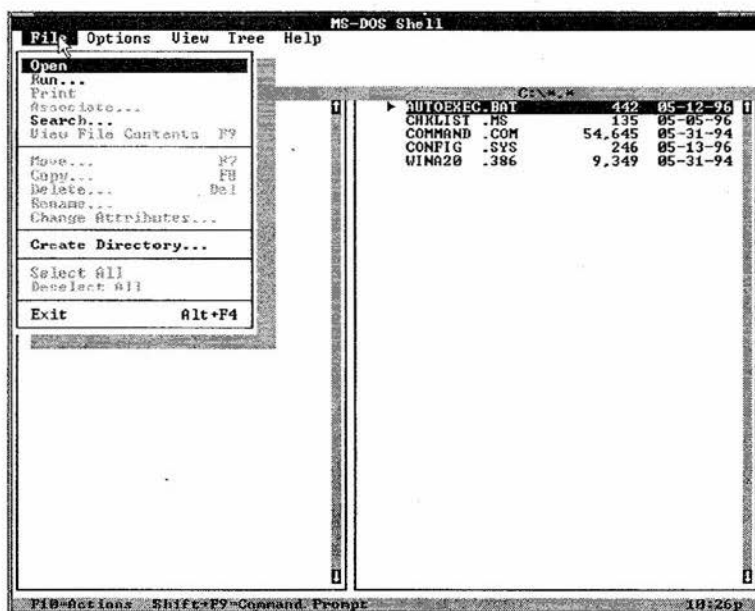 MS-DOS Shell
File Options View Tree Help
Open
Run...
Print
Associate...
Search...
View File Contents F9
Move... F7
Copy... F8
Delete... Del
Rename...
Change Attributes...
Create Directory...
Select All
Deselect All
Exit Alt+F4
C:\*.*
AUTOEXEC.BAT 442 05-12-96
CHKLIST .MS 135 05-05-96
COMMAND .COM 54,645 05-31-94
CONFIG .SYS 246 05-13-96
WINA20 .386 9,349 05-31-94
F10=Actions Shift+F9=Command Prompt 10:26p